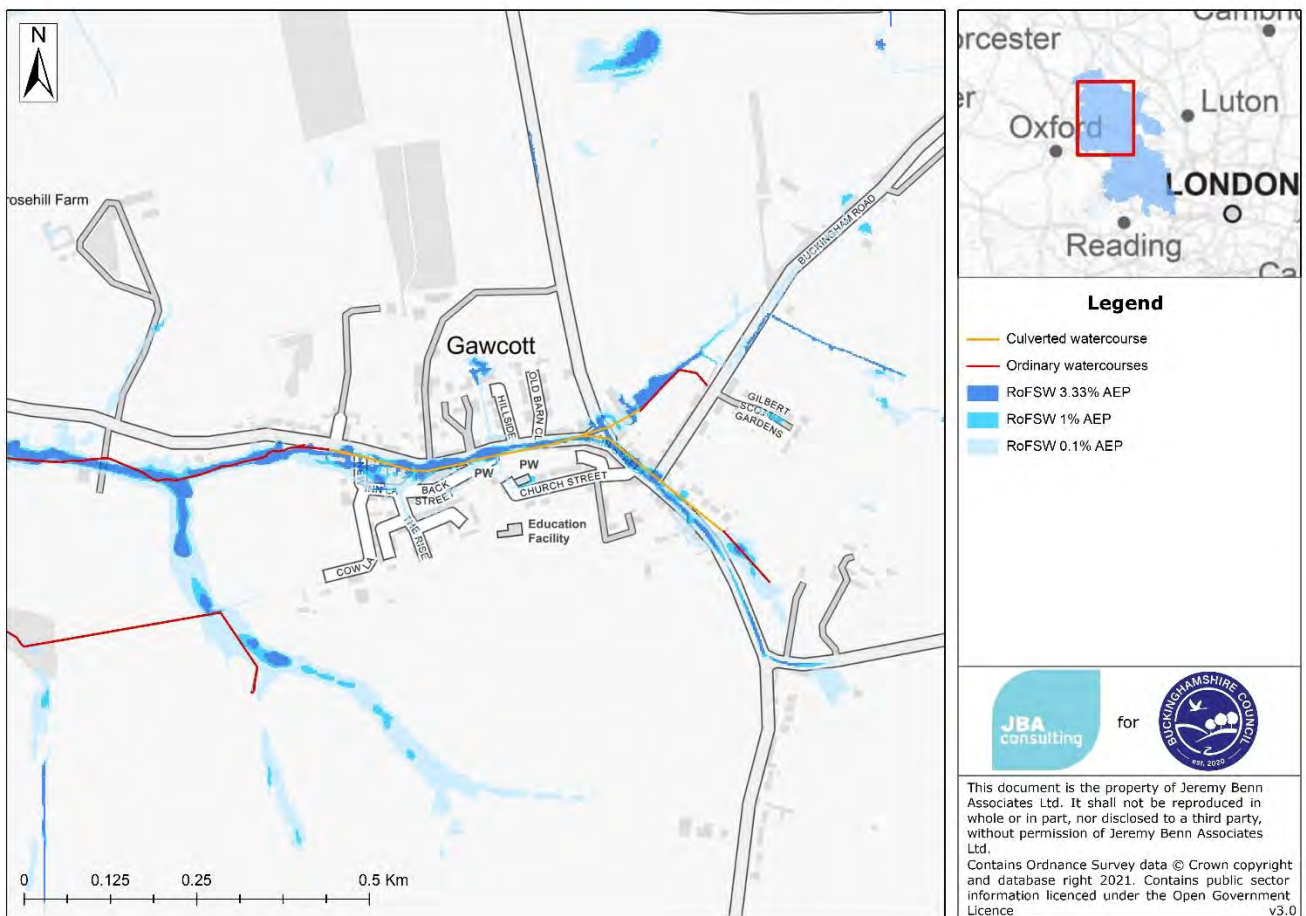 N
rosehill Farm
BUCKINGHAM ROAD
Gawcott
HILLSIDE
OLD BARN CL
GILBERT
SCOTT
GARDENS
PW
PW
INN LA
BACK
STREET
CHURCH STREET
THE RISE
Education
Facility
COW LA
0 0.125 0.25 0.5 Km
orcester
er
Oxford
Luton
LONDON
Reading
Ca
Legend
Culverted watercourse
Ordinary watercourses
RoFSW 3.33% AEP
RoFSW 1% AEP
RoFSW 0.1% AEP
JBA
consulting
for
BUCKINGHAMSHIRE COUNCIL
est. 2020
This document is the property of Jeremy Benn
Associates Ltd. It shall not be reproduced in
whole or in part, nor disclosed to a third party,
without permission of Jeremy Benn Associates
Ltd.
Contains Ordnance Survey data © Crown copyright
and database right 2021. Contains public sector
information licenced under the Open Government
Licence v3.0